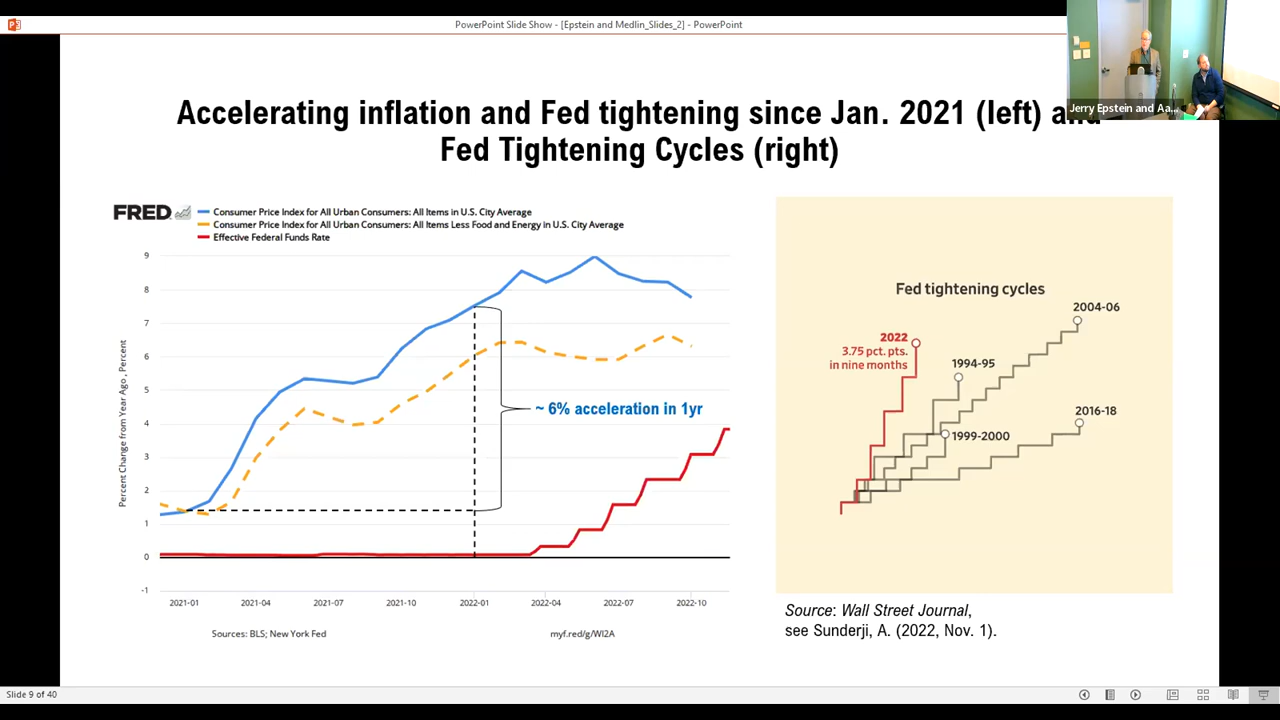 PowerPoint Slide Show - [Epstein and Medlin_Slides_2] - PowerPoint
Jerry Epstein and Aa...
Accelerating inflation and Fed tightening since Jan. 2021 (left) and
Fed Tightening Cycles (right)
FRED
Consumer Price Index for All Urban Consumers: All Items in U.S. City Average
Consumer Price Index for All Urban Consumers: All Items Less Food and Energy in U.S. City Average
Effective Federal Funds Rate
Percent Change from Year Ago , Percent
9
8
7
6
5
4
3
2
1
0
-1
~ 6% acceleration in 1yr
2021-01
2021-04
2021-07
2021-10
2022-01
2022-04
2022-07
2022-10
Sources: BLS; New York Fed
myf.red/g/WI2A
Fed tightening cycles
2004-06
2022
3.75 pct. pts.
in nine months
1994-95
2016-18
1999-2000
Source: Wall Street Journal,
see Sunderji, A. (2022, Nov. 1).
Slide 9 of 40